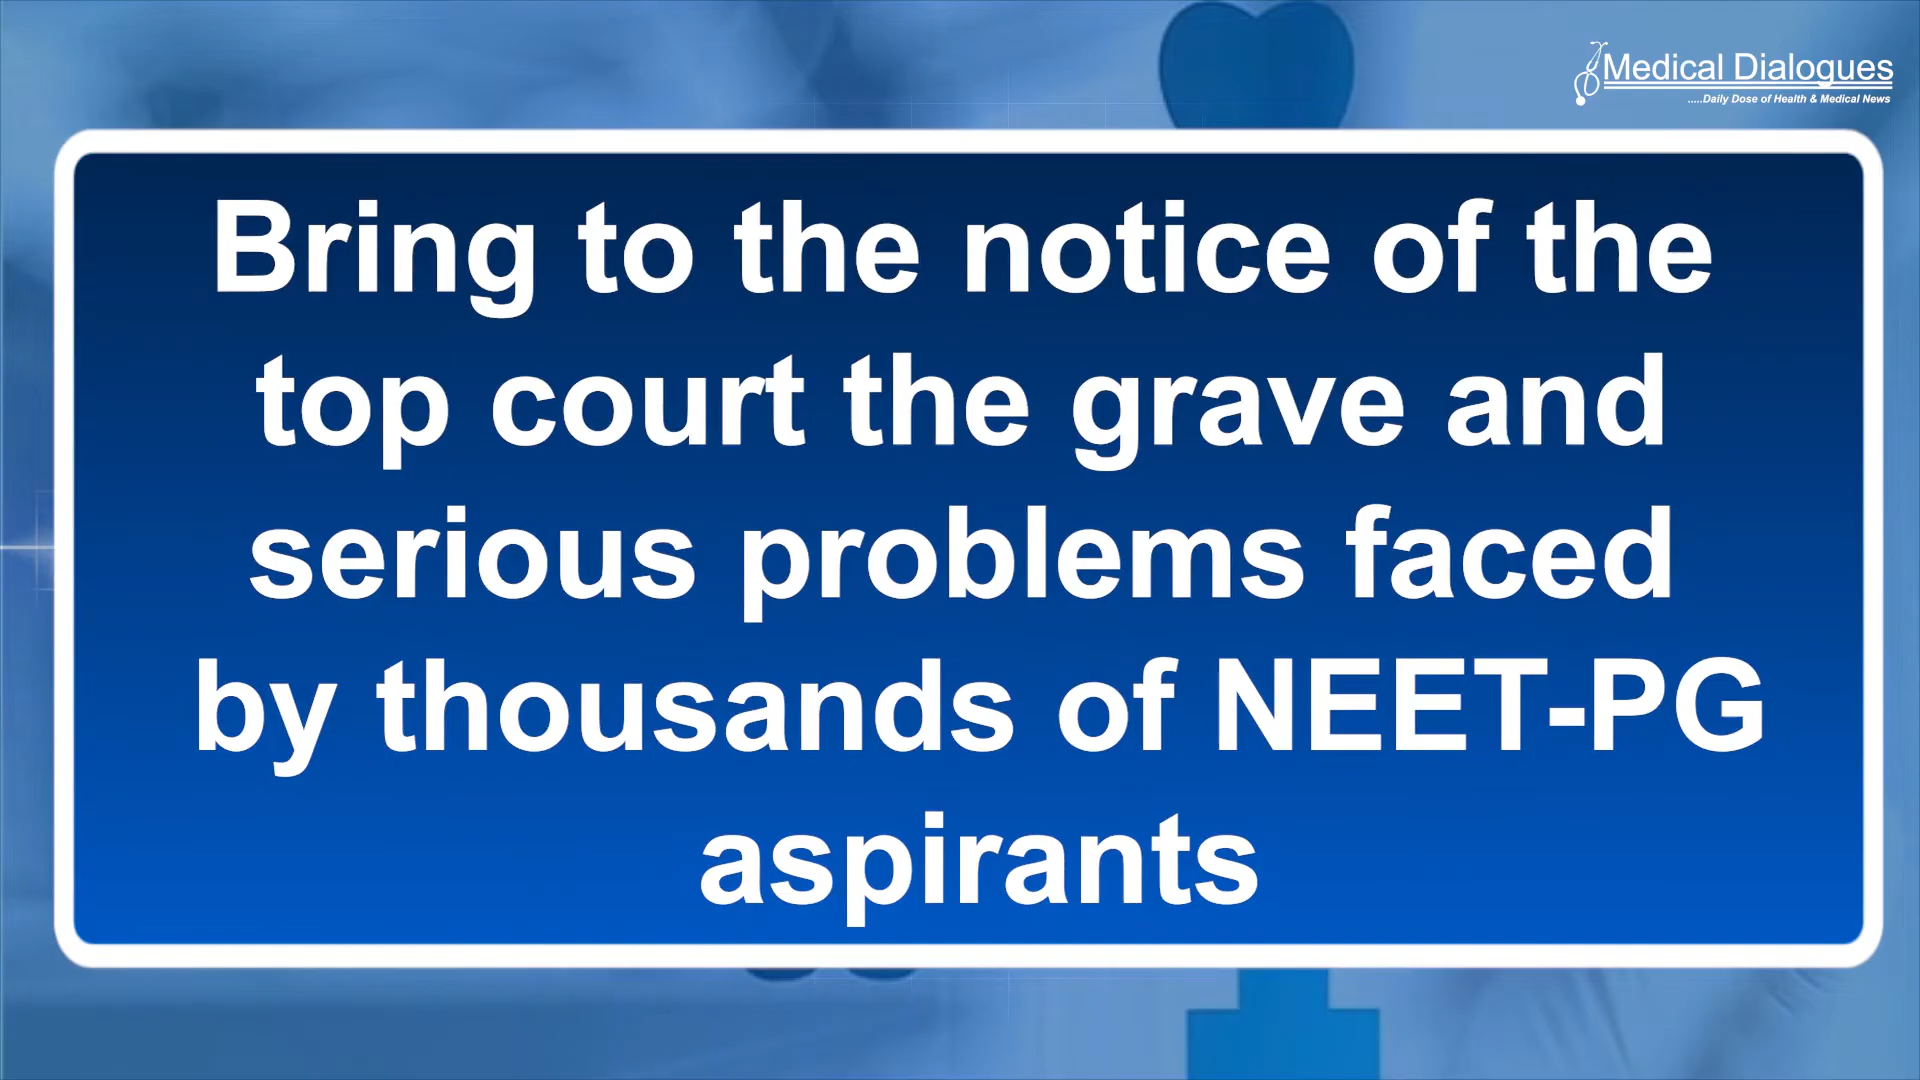 Medical Dialogues
.....Daily Dose of Health & Medical News
Bring to the notice of the
top court the grave and
serious problems faced
by thousands of NEET-PG
aspirants